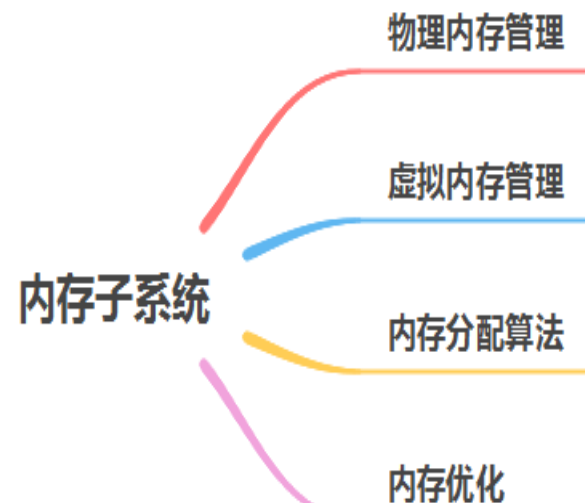 物理内存管理
虚拟内存管理
内存子系统
内存分配算法
内存优化